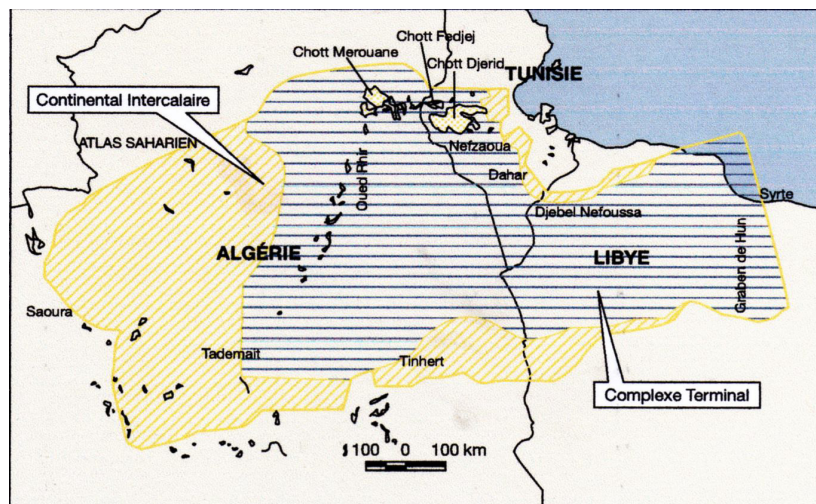 Chott Fedjej
Chott Merouane
Chott Djerid
TUNISIE
Continental Intercalaire
ATLAS SAHARIEN
Nefzaoua
Oued Rhir
Dahar
Syrte
Djebel Nefoussa
ALGÉRIE
LIBYE
Graben de Hun
Saoura
Tademaït
Tinhert
Complexe Terminal
100 0 100 km